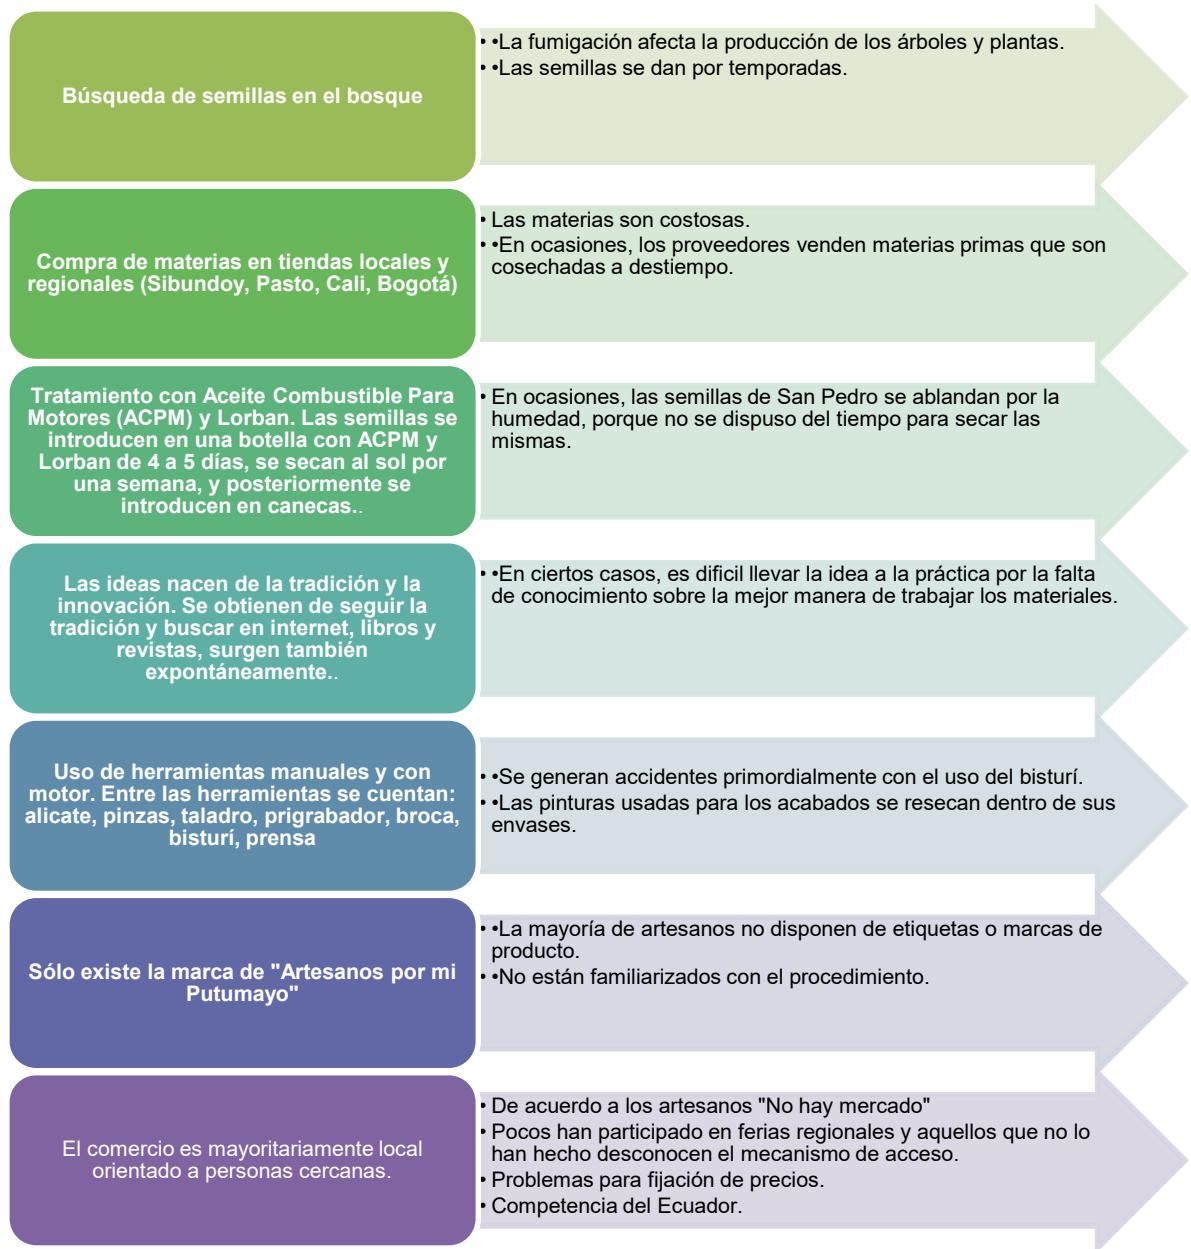 Búsqueda de semillas en el bosque
• •La fumigación afecta la producción de los árboles y plantas.
• •Las semillas se dan por temporadas.
Compra de materias en tiendas locales y
regionales (Sibundoy, Pasto, Cali, Bogotá)
• Las materias son costosas.
• •En ocasiones, los proveedores venden materias primas que son
cosechadas a destiempo.
Tratamiento con Aceite Combustible Para
Motores (ACPM) y Lorban. Las semillas se
introducen en una botella con ACPM y
Lorban de 4 a 5 días, se secan al sol por
una semana, y posteriormente se
introducen en canecas..
• En ocasiones, las semillas de San Pedro se ablandan por la
humedad, porque no se dispuso del tiempo para secar las
mismas.
Las ideas nacen de la tradición y la
innovación. Se obtienen de seguir la
tradición y buscar en internet, libros y
revistas, surgen también
expontáneamente..
• •En ciertos casos, es dificil llevar la idea a la práctica por la falta
de conocimiento sobre la mejor manera de trabajar los materiales.
Uso de herramientas manuales y con
motor. Entre las herramientas se cuentan:
alicate, pinzas, taladro, prigrabador, broca,
bisturí, prensa
• •Se generan accidentes primordialmente con el uso del bisturí.
• •Las pinturas usadas para los acabados se resecan dentro de sus
envases.
Sólo existe la marca de "Artesanos por mi
Putumayo"
• •La mayoría de artesanos no disponen de etiquetas o marcas de
producto.
• •No están familiarizados con el procedimiento.
El comercio es mayoritariamente local
orientado a personas cercanas.
• De acuerdo a los artesanos "No hay mercado"
• Pocos han participado en ferias regionales y aquellos que no lo
han hecho desconocen el mecanismo de acceso.
• Problemas para fijación de precios.
• Competencia del Ecuador.